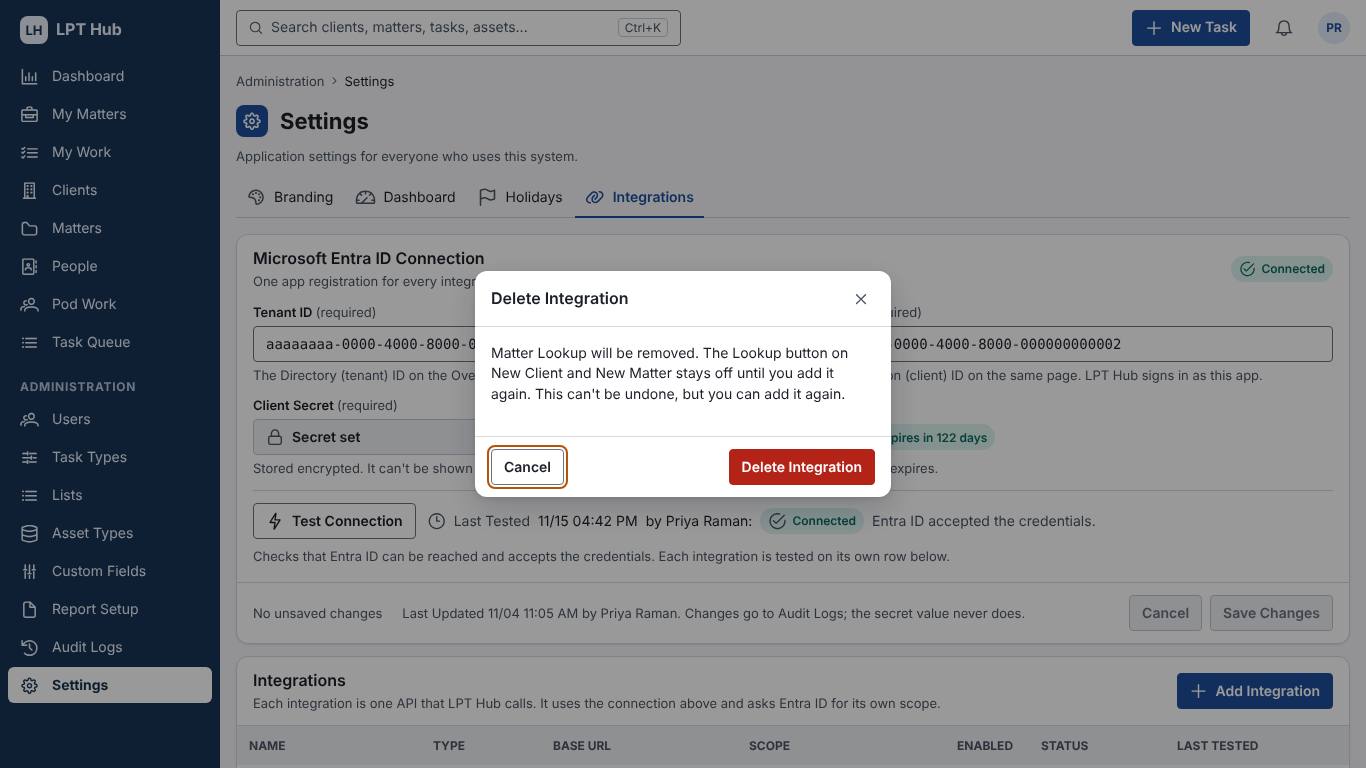 LH LPT Hub
Search clients, matters, tasks, assets... Ctrl+K
New Task
PR
Dashboard
My Matters
My Work
Clients
Matters
People
Pod Work
Task Queue
ADMINISTRATION
Users
Task Types
Lists
Asset Types
Custom Fields
Report Setup
Audit Logs
Settings
Administration Settings
Settings
Application settings for everyone who uses this system.
Branding Dashboard Holidays Integrations
Microsoft Entra ID Connection
One app registration for every integr
Connected
Tenant ID (required)
aaaaaaaa-0000-4000-8000-0
The Directory (tenant) ID on the Ove
ired)
0000-4000-8000-000000000002
on (client) ID on the same page. LPT Hub signs in as this app.
Client Secret (required)
Secret set
Stored encrypted. It can't be shown
pires in 122 days
expires.
Delete Integration
Matter Lookup will be removed. The Lookup button on
New Client and New Matter stays off until you add it
again. This can't be undone, but you can add it again.
Cancel Delete Integration
Test Connection Last Tested 11/15 04:42 PM by Priya Raman: Connected Entra ID accepted the credentials.
Checks that Entra ID can be reached and accepts the credentials. Each integration is tested on its own row below.
No unsaved changes Last Updated 11/04 11:05 AM by Priya Raman. Changes go to Audit Logs; the secret value never does. Cancel Save Changes
Integrations
Each integration is one API that LPT Hub calls. It uses the connection above and asks Entra ID for its own scope.
Add Integration
NAME TYPE BASE URL SCOPE ENABLED STATUS LAST TESTED